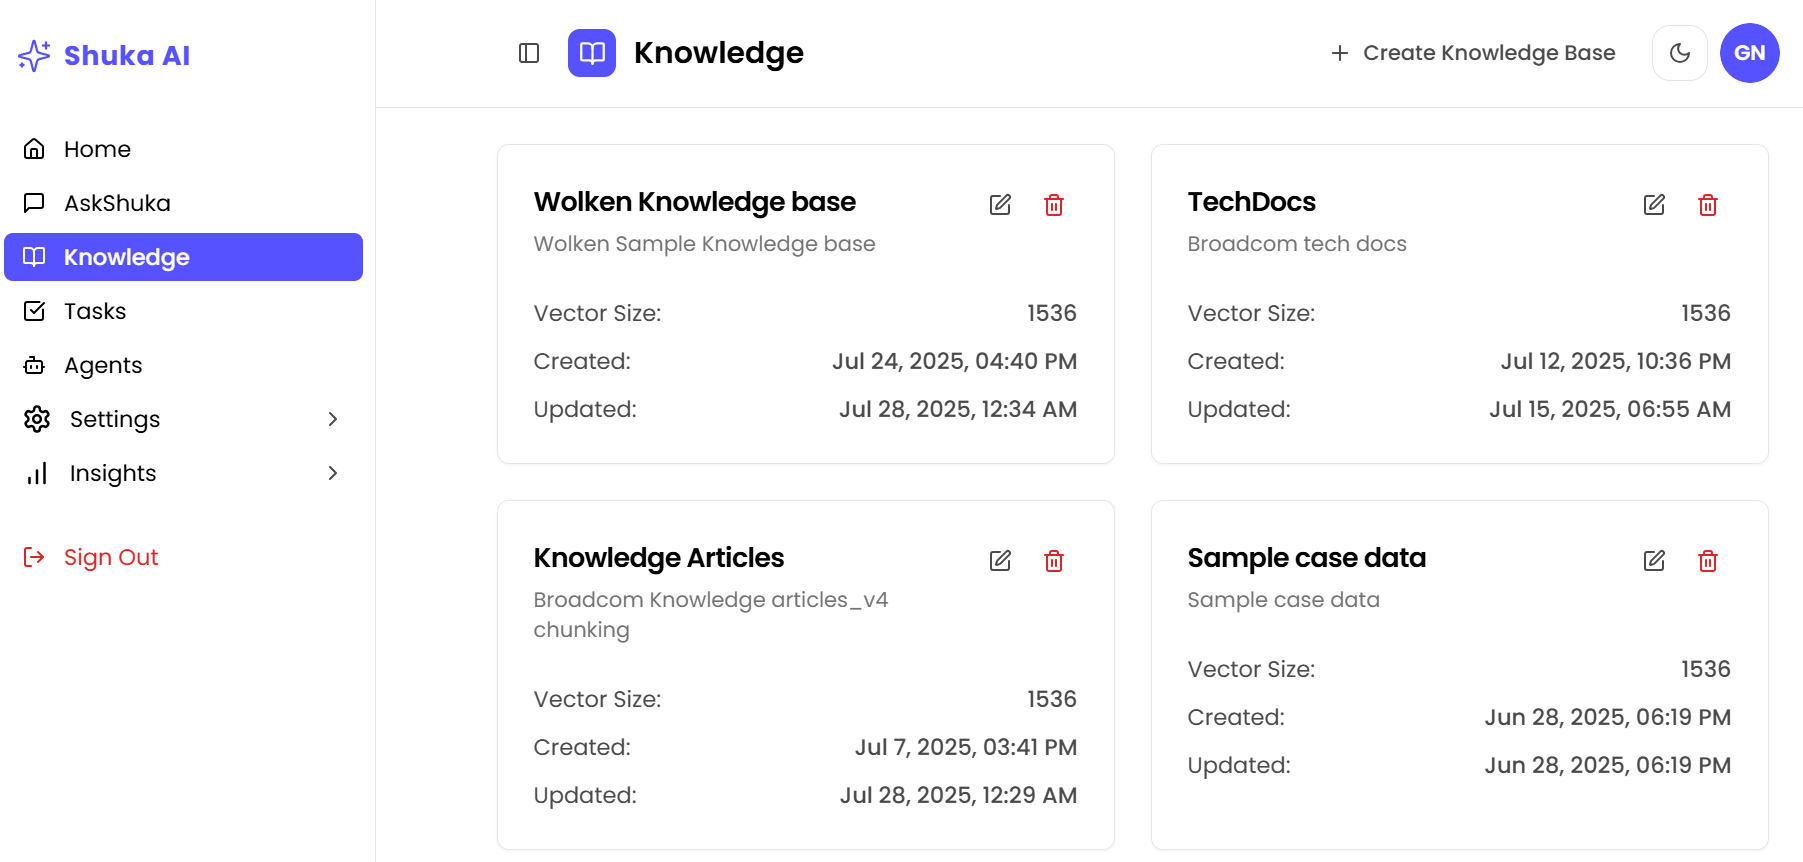 Shuka AI
Home
AskShuka
Knowledge
Tasks
Agents
Settings
Insights
Sign Out
Knowledge
Create Knowledge Base
GN
Wolken Knowledge base
Wolken Sample Knowledge base
Vector Size: 1536
Created: Jul 24, 2025, 04:40 PM
Updated: Jul 28, 2025, 12:34 AM
TechDocs
Broadcom tech docs
Vector Size: 1536
Created: Jul 12, 2025, 10:36 PM
Updated: Jul 15, 2025, 06:55 AM
Knowledge Articles
Broadcom Knowledge articles_v4
chunking
Vector Size: 1536
Created: Jul 7, 2025, 03:41 PM
Updated: Jul 28, 2025, 12:29 AM
Sample case data
Sample case data
Vector Size: 1536
Created: Jun 28, 2025, 06:19 PM
Updated: Jun 28, 2025, 06:19 PM